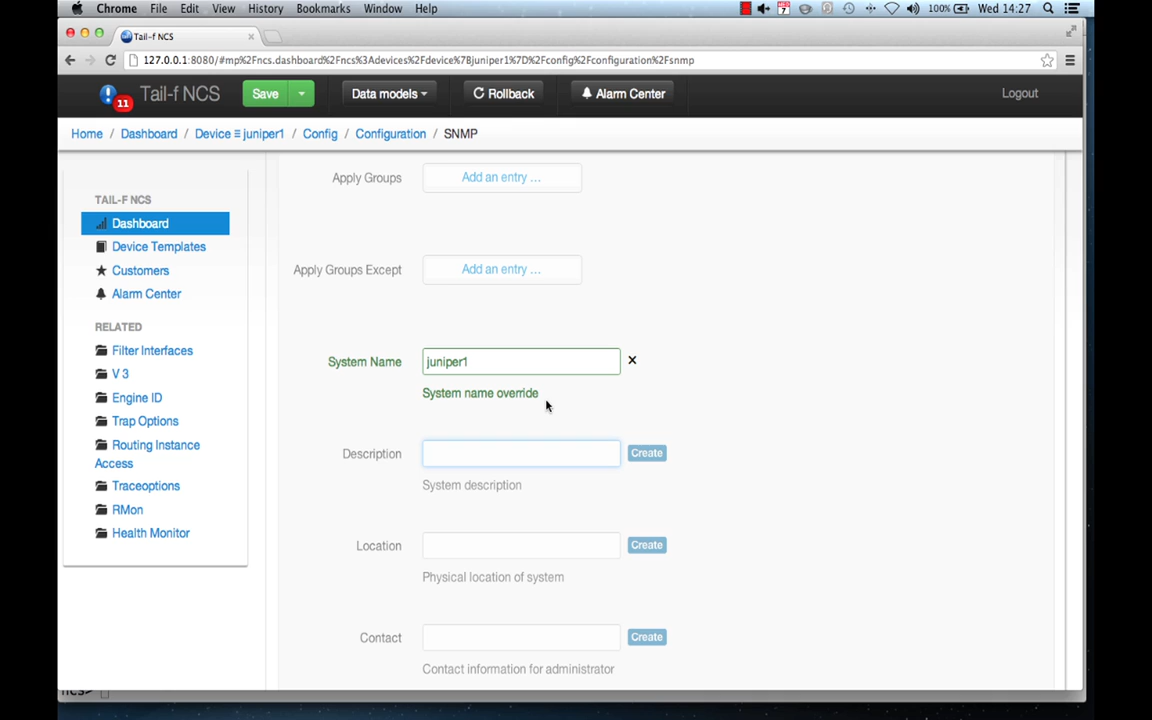 Chrome File Edit View History Bookmarks Window Help 7 100% Wed 14:27
Tail-f NCS
127.0.0.1:8080/#mp%2Fncs.dashboard%2Fncs%3Adevices%2Fdevice%7Bjuniper1%7D%2Fconfig%2Fconfiguration%2Fsnmp
11 Tail-f NCS Save Data models Rollback Alarm Center Logout
Home / Dashboard / Device ≡ juniper1 / Config / Configuration / SNMP
TAIL-F NCS
Dashboard
Device Templates
Customers
Alarm Center
RELATED
Filter Interfaces
V 3
Engine ID
Trap Options
Routing Instance
Access
Traceoptions
RMon
Health Monitor
Apply Groups Add an entry ...
Apply Groups Except Add an entry ...
System Name juniper1
System name override
Description Create
System description
Location Create
Physical location of system
Contact Create
Contact information for administrator